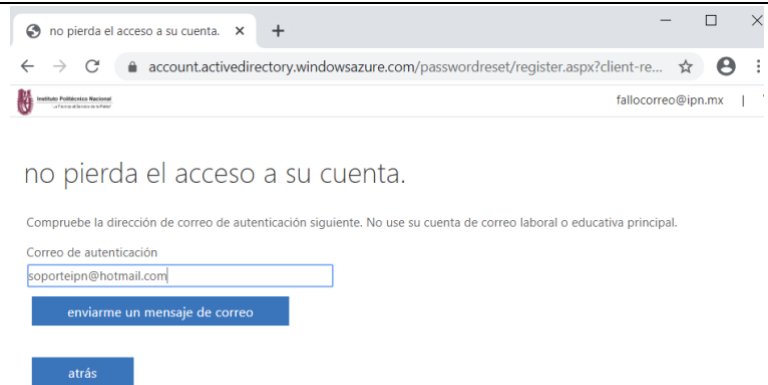 no pierda el acceso a su cuenta.
account.activedirectory.windowsazure.com/passwordreset/register.aspx?client-re...
Instituto Politécnico Nacional
fallocorreo@ipn.mx |
no pierda el acceso a su cuenta.
Compruebe la dirección de correo de autenticación siguiente. No use su cuenta de correo laboral o educativa principal.
Correo de autenticación
soporteipn@hotmail.com
enviarme un mensaje de correo
atrás